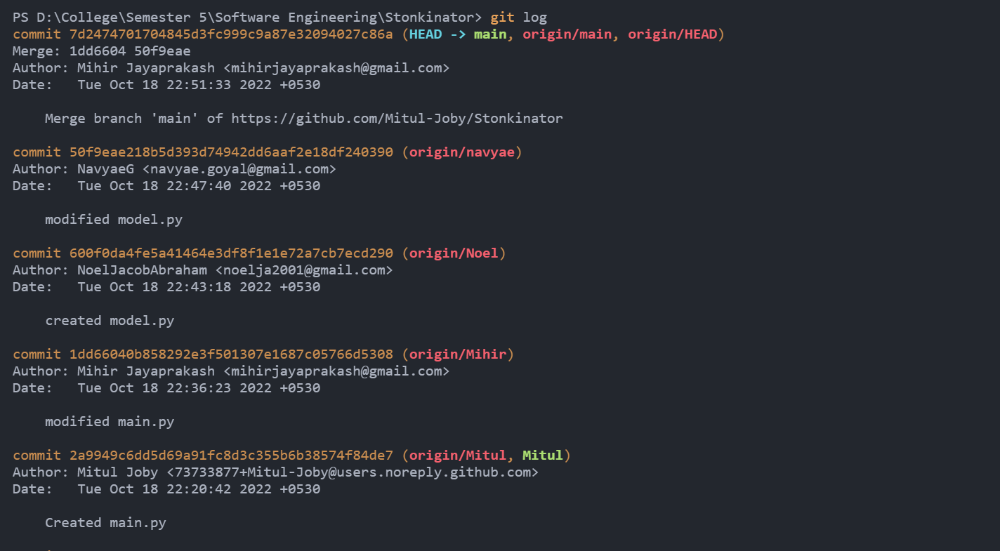 PS D:\College\Semester 5\Software Engineering\Stonkinator> git log
commit 7d2474701704845d3fc999c9a87e32094027c86a (HEAD -> main, origin/main, origin/HEAD)
Merge: 1dd6604 50f9eae
Author: Mihir Jayaprakash <mihirjayaprakash@gmail.com>
Date:   Tue Oct 18 22:51:33 2022 +0530
    Merge branch 'main' of https://github.com/Mitul-Joby/Stonkinator
commit 50f9eae218b5d393d74942dd6aaf2e18df240390 (origin/navyae)
Author: NavyaeG <navyae.goyal@gmail.com>
Date:   Tue Oct 18 22:47:40 2022 +0530
    modified model.py
commit 600f0da4fe5a41464e3df8f1e1e72a7cb7ecd290 (origin/Noel)
Author: NoelJacobAbraham <noelja2001@gmail.com>
Date:   Tue Oct 18 22:43:18 2022 +0530
    created model.py
commit 1dd66040b858292e3f501307e1687c05766d5308 (origin/Mihir)
Author: Mihir Jayaprakash <mihirjayaprakash@gmail.com>
Date:   Tue Oct 18 22:36:23 2022 +0530
    modified main.py
commit 2a9949c6dd5d69a91fc8d3c355b6b38574f84de7 (origin/Mitul, Mitul)
Author: Mitul Joby <73733877+Mitul-Joby@users.noreply.github.com>
Date:   Tue Oct 18 22:20:42 2022 +0530
    Created main.py